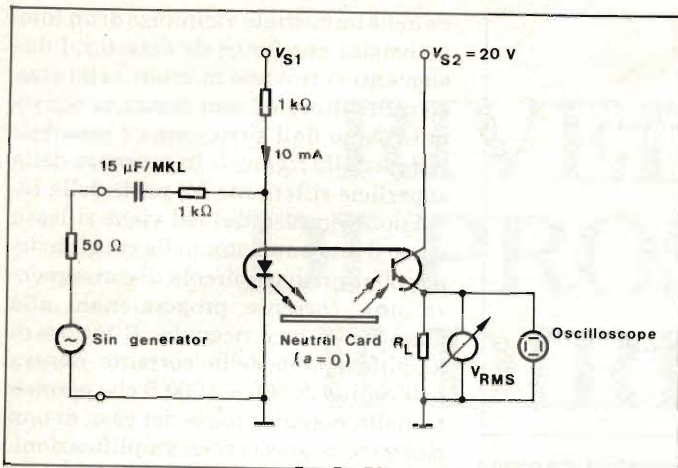 V_S1
V_S2 = 20 V
1 kΩ
10 mA
15 µF/MKL
1 kΩ
50 Ω
Sin generator
Neutral Card
(a=0)
R_L
V_RMS
Oscilloscope